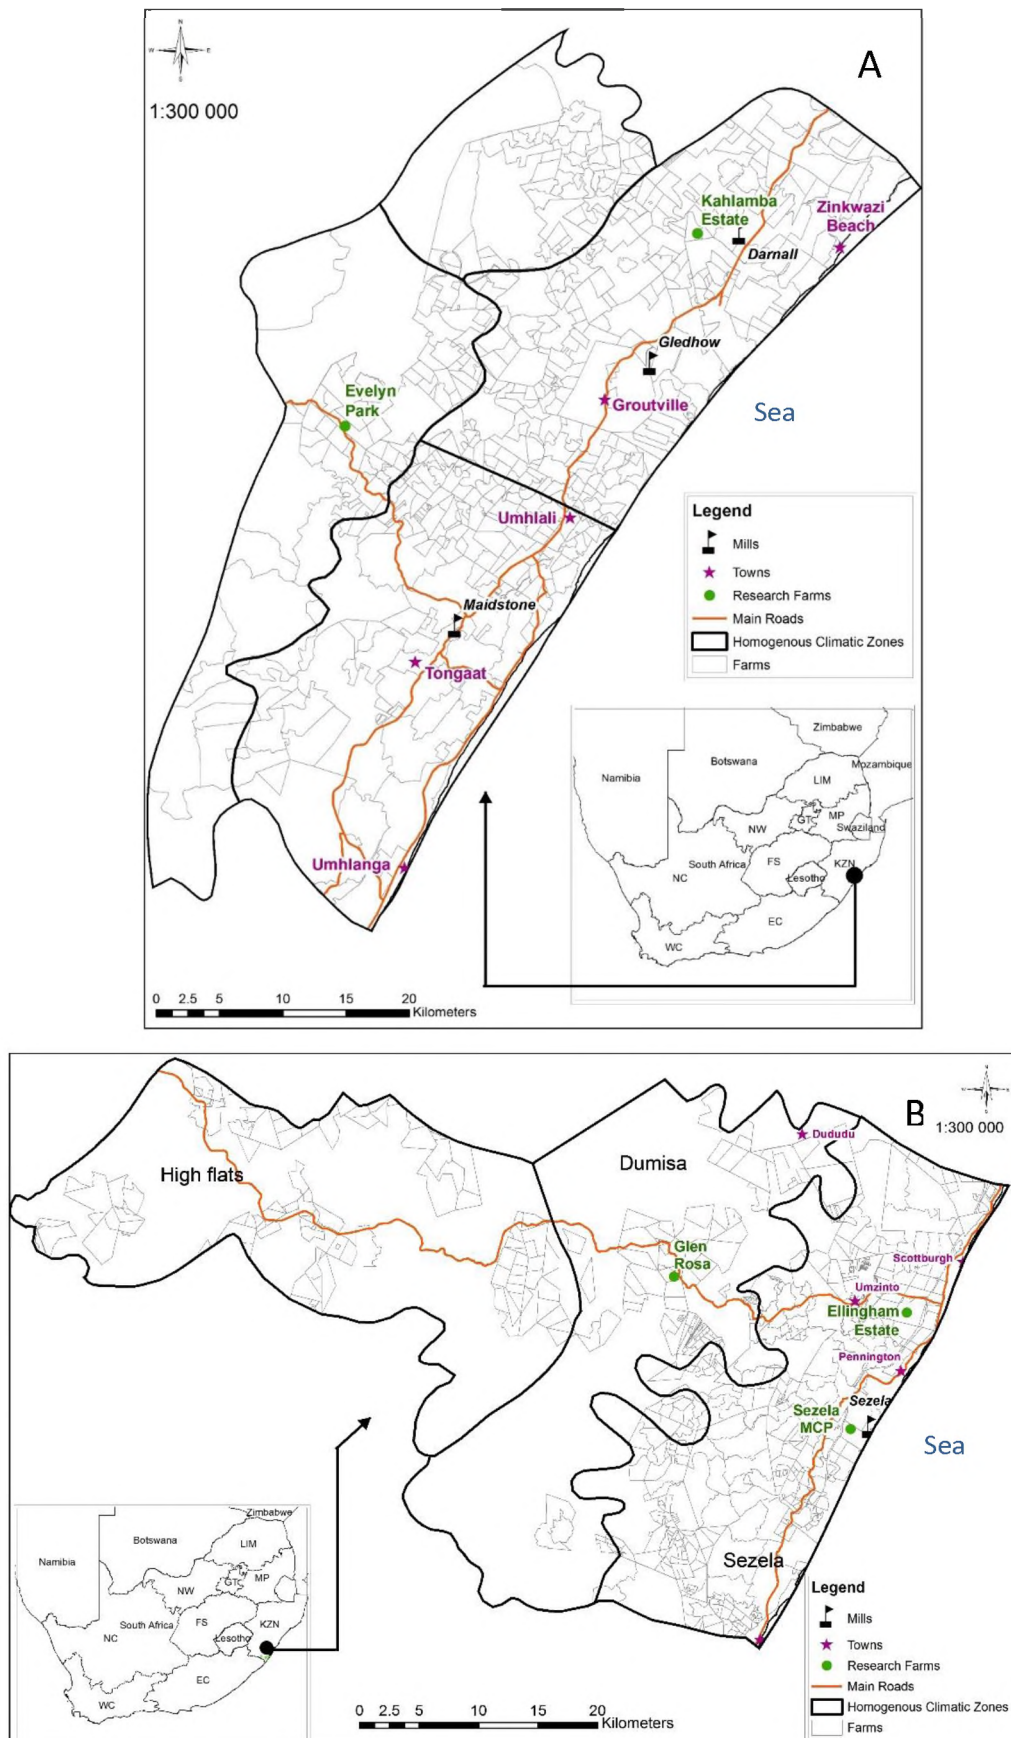 N
W
E
S
A
1:300 000
Kahlamba
Estate
Zinkwazi
Beach
Darnall
Gledhow
Evelyn
Park
Groutville
Sea
Umhlali
Legend
Mills
Towns
Research Farms
Main Roads
Homogenous Climatic Zones
Farms
Maidstone
Tongaat
Zimbabwe
Botswana
Mozambique
Namibia
LIM
MP
GT
NW
Swaziland
South Africa
FS
KZN
NC
Lesotho
EC
WC
Umhlanga
0 2.5 5 10 15 20
Kilometers
B
1:300 000
Dududu
Dumisa
High flats
Glen
Rosa
Scottburgh
Umzinto
Ellingham
Estate
Pennington
Sezela
Sezela
MCP
Sea
Zimbabwe
Botswana
LIM
Namibia
GT
MP
NW
South Africa
FS
KZN
NC
Lesotho
EC
WC
Sezela
Legend
Mills
Towns
Research Farms
Main Roads
Homogenous Climatic Zones
Farms
0 2.5 5 10 15 20
Kilometers